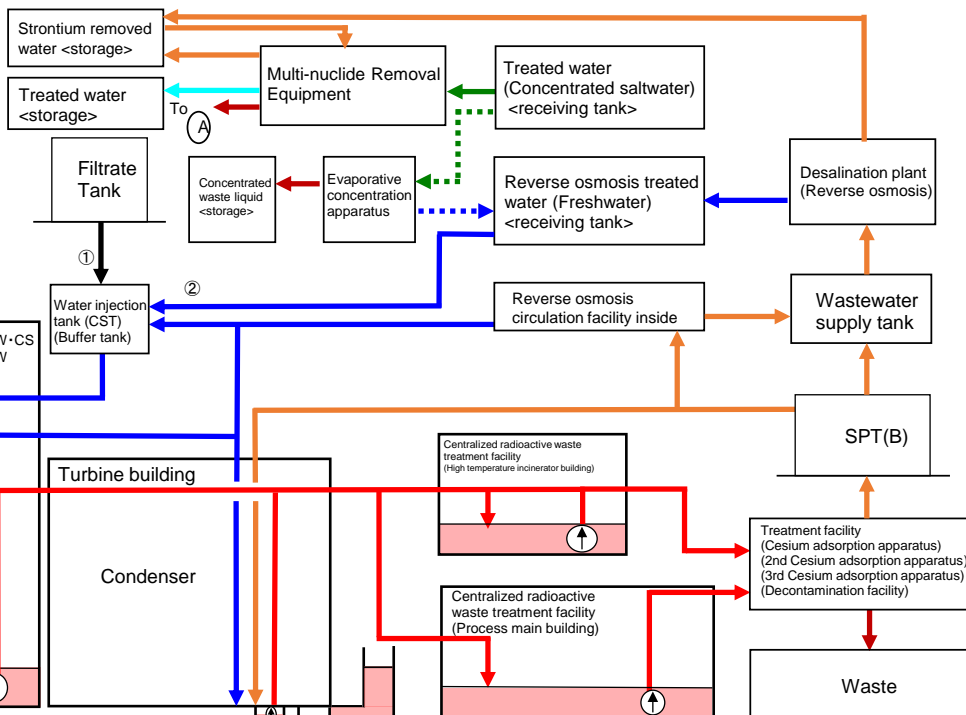 Strontium removed
water <storage>
Treated water
<storage>
To
A
Multi-nuclide Removal
Equipment
Treated water
(Concentrated saltwater)
<receiving tank>
Filtrate
Tank
Concentrated
waste liquid
<storage>
Evaporative
concentration
apparatus
Reverse osmosis treated
water (Freshwater)
<receiving tank>
Desalination plant
(Reverse osmosis)
①
②
Water injection
tank (CST)
(Buffer tank)
Reverse osmosis
circulation facility inside
Wastewater
supply tank
W･CS
W
SPT(B)
Turbine building
Condenser
Centralized radioactive waste
treatment facility
(High temperature incinerator building)
Treatment facility
(Cesium adsorption apparatus)
(2nd Cesium adsorption apparatus)
(3rd Cesium adsorption apparatus)
(Decontamination facility)
Centralized radioactive
waste treatment facility
(Process main building)
Waste